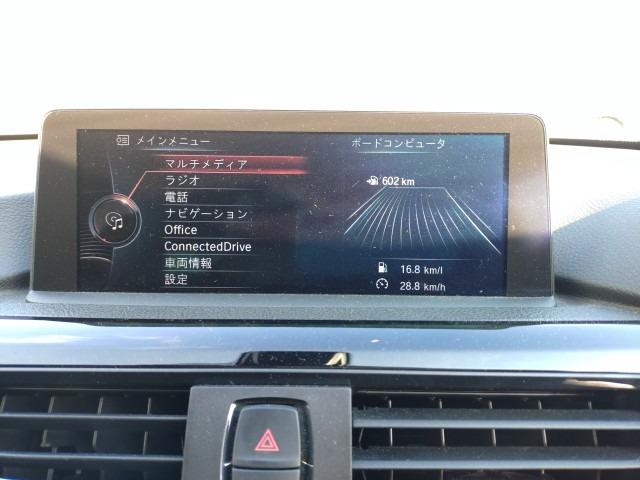 メインメニュー
マルチメディア
ラジオ
電話
ナビゲーション
Office
ConnectedDrive
車両情報
設定
ボードコンピュータ
602 km
16.8 km/l
28.8 km/h